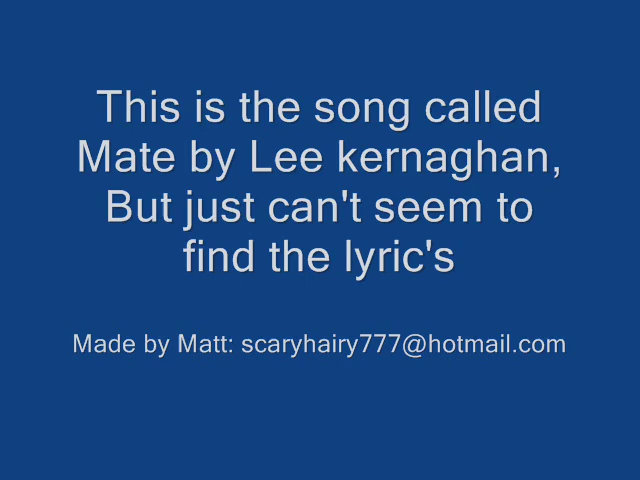 This is the song called
Mate by Lee kernaghan,
But just can't seem to
find the lyric's
Made by Matt: scaryhairy777@hotmail.com